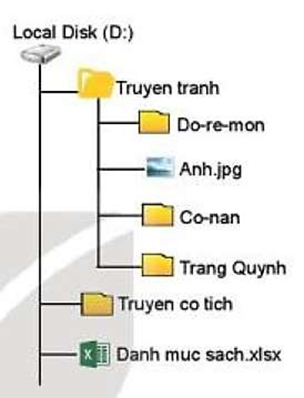 Local Disk (D:)
Truyen tranh
Do-re-mon
Anh.jpg
Co-nan
Trang Quynh
Truyen co tich
Danh muc sach.xlsx